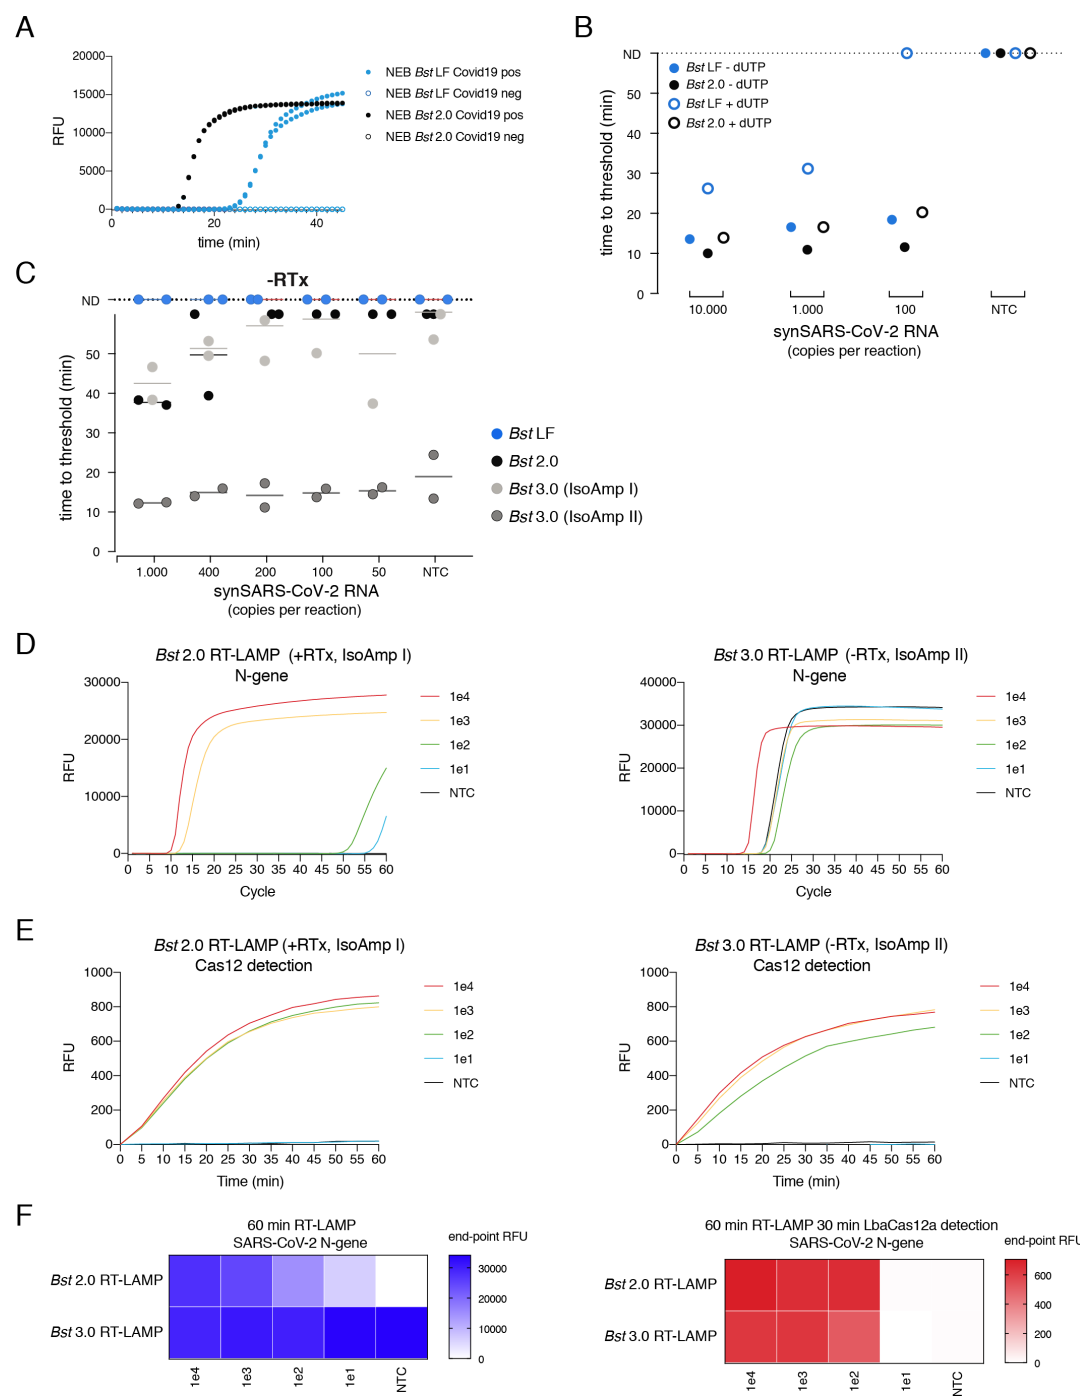 A
20000
15000
10000
5000
0
RFU
0
20
40
time (min)
NEB Bst LF Covid19 pos
NEB Bst LF Covid19 neg
NEB Bst 2.0 Covid19 pos
NEB Bst 2.0 Covid19 neg
B
ND
50
40
30
20
10
0
time to threshold (min)
Bst LF - dUTP
Bst 2.0 - dUTP
Bst LF + dUTP
Bst 2.0 + dUTP
10.000
1.000
100
NTC
synSARS-CoV-2 RNA
(copies per reaction)
C
-RTx
ND
50
40
30
20
10
0
time to threshold (min)
1.000
400
200
100
50
NTC
synSARS-CoV-2 RNA
(copies per reaction)
Bst LF
Bst 2.0
Bst 3.0 (IsoAmp I)
Bst 3.0 (IsoAmp II)
D
Bst 2.0 RT-LAMP (+RTx, IsoAmp I)
N-gene
30000
20000
10000
0
RFU
0 5 10 15 20 25 30 35 40 45 50 55 60
Cycle
1e4
1e3
1e2
1e1
NTC
Bst 3.0 RT-LAMP (-RTx, IsoAmp II)
N-gene
40000
30000
20000
10000
0
RFU
0 5 10 15 20 25 30 35 40 45 50 55 60
Cycle
1e4
1e3
1e2
1e1
NTC
E
Bst 2.0 RT-LAMP (+RTx, IsoAmp I)
Cas12 detection
1000
800
600
400
200
0
RFU
0 5 10 15 20 25 30 35 40 45 50 55 60
Time (min)
1e4
1e3
1e2
1e1
NTC
Bst 3.0 RT-LAMP (-RTx, IsoAmp II)
Cas12 detection
1000
800
600
400
200
0
RFU
0 5 10 15 20 25 30 35 40 45 50 55 60
Time (min)
1e4
1e3
1e2
1e1
NTC
F
60 min RT-LAMP
SARS-CoV-2 N-gene
end-point RFU
Bst 2.0 RT-LAMP
Bst 3.0 RT-LAMP
1e4
1e3
1e2
1e1
NTC
30000
20000
10000
0
60 min RT-LAMP 30 min LbaCas12a detection
SARS-CoV-2 N-gene
end-point RFU
Bst 2.0 RT-LAMP
Bst 3.0 RT-LAMP
1e4
1e3
1e2
1e1
NTC
600
400
200
0